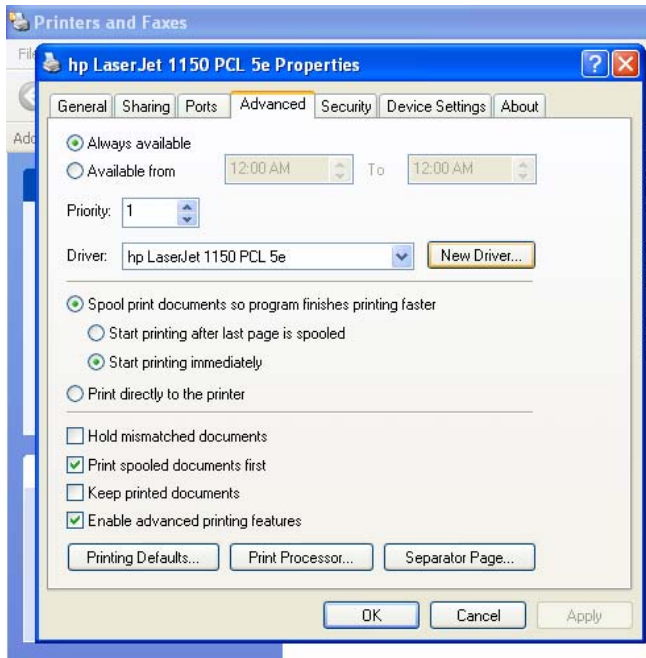 Printers and Faxes
hp LaserJet 1150 PCL 5e Properties
General Sharing Ports Advanced Security Device Settings About
Always available
Available from 12:00 AM To 12:00 AM
Priority: 1
Driver: hp LaserJet 1150 PCL 5e New Driver...
Spool print documents so program finishes printing faster
Start printing after last page is spooled
Start printing immediately
Print directly to the printer
Hold mismatched documents
Print spooled documents first
Keep printed documents
Enable advanced printing features
Printing Defaults... Print Processor... Separator Page...
OK Cancel Apply